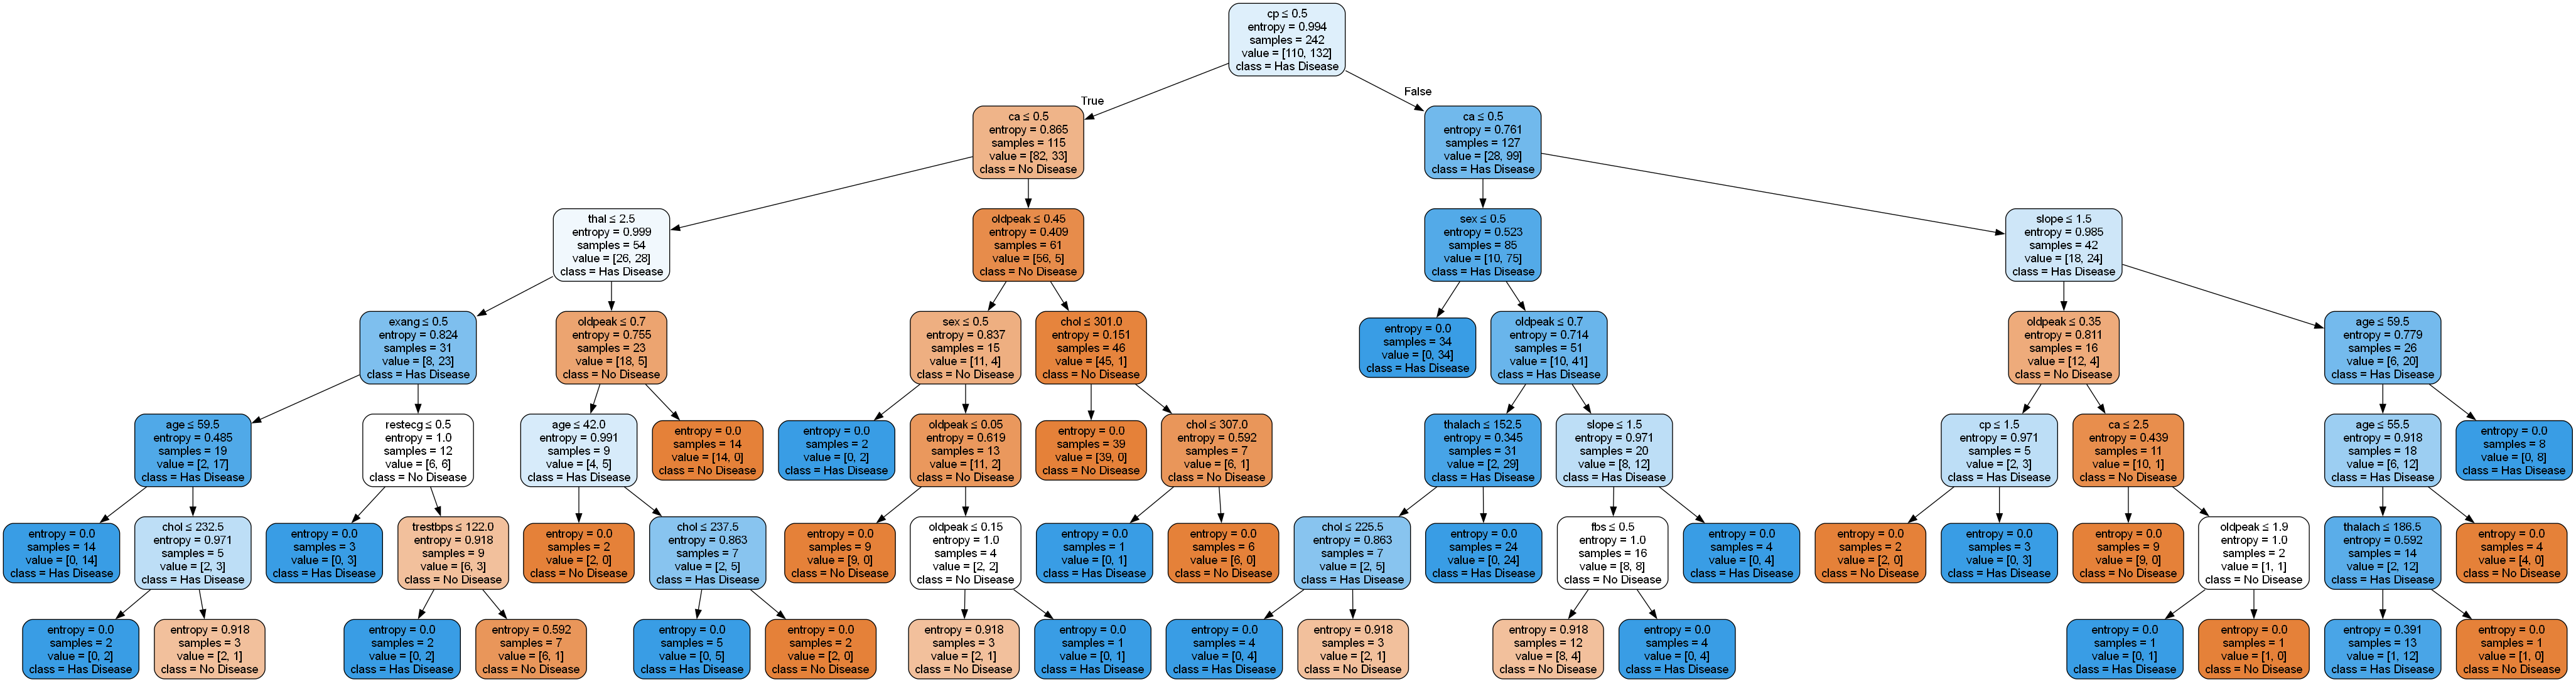 cp ≤ 0.5
entropy = 0.994
samples = 242
value = [110, 132]
class = Has Disease
True
False
ca ≤ 0.5
entropy = 0.865
samples = 115
value = [82, 33]
class = No Disease
ca ≤ 0.5
entropy = 0.761
samples = 127
value = [28, 99]
class = Has Disease
thal ≤ 2.5
entropy = 0.999
samples = 54
value = [26, 28]
class = Has Disease
oldpeak ≤ 0.45
entropy = 0.409
samples = 61
value = [56, 5]
class = No Disease
sex ≤ 0.5
entropy = 0.523
samples = 85
value = [10, 75]
class = Has Disease
slope ≤ 1.5
entropy = 0.985
samples = 42
value = [18, 24]
class = Has Disease
exang ≤ 0.5
entropy = 0.824
samples = 31
value = [8, 23]
class = Has Disease
oldpeak ≤ 0.7
entropy = 0.755
samples = 23
value = [18, 5]
class = No Disease
sex ≤ 0.5
entropy = 0.837
samples = 15
value = [11, 4]
class = No Disease
chol ≤ 301.0
entropy = 0.151
samples = 46
value = [45, 1]
class = No Disease
entropy = 0.0
samples = 34
value = [0, 34]
class = Has Disease
oldpeak ≤ 0.7
entropy = 0.714
samples = 51
value = [10, 41]
class = Has Disease
oldpeak ≤ 0.35
entropy = 0.811
samples = 16
value = [12, 4]
class = No Disease
age ≤ 59.5
entropy = 0.779
samples = 26
value = [6, 20]
class = Has Disease
age ≤ 59.5
entropy = 0.485
samples = 19
value = [2, 17]
class = Has Disease
restecg ≤ 0.5
entropy = 1.0
samples = 12
value = [6, 6]
class = No Disease
age ≤ 42.0
entropy = 0.991
samples = 9
value = [4, 5]
class = Has Disease
entropy = 0.0
samples = 14
value = [14, 0]
class = No Disease
entropy = 0.0
samples = 2
value = [0, 2]
class = Has Disease
oldpeak ≤ 0.05
entropy = 0.619
samples = 13
value = [11, 2]
class = No Disease
entropy = 0.0
samples = 39
value = [39, 0]
class = No Disease
chol ≤ 307.0
entropy = 0.592
samples = 7
value = [6, 1]
class = No Disease
thalach ≤ 152.5
entropy = 0.345
samples = 31
value = [2, 29]
class = Has Disease
slope ≤ 1.5
entropy = 0.971
samples = 20
value = [8, 12]
class = Has Disease
cp ≤ 1.5
entropy = 0.971
samples = 5
value = [2, 3]
class = Has Disease
ca ≤ 2.5
entropy = 0.439
samples = 11
value = [10, 1]
class = No Disease
age ≤ 55.5
entropy = 0.918
samples = 18
value = [6, 12]
class = Has Disease
entropy = 0.0
samples = 8
value = [0, 8]
class = Has Disease
entropy = 0.0
samples = 14
value = [0, 14]
class = Has Disease
chol ≤ 232.5
entropy = 0.971
samples = 5
value = [2, 3]
class = Has Disease
entropy = 0.0
samples = 3
value = [0, 3]
class = Has Disease
trestbps ≤ 122.0
entropy = 0.918
samples = 9
value = [6, 3]
class = No Disease
entropy = 0.0
samples = 2
value = [2, 0]
class = No Disease
chol ≤ 237.5
entropy = 0.863
samples = 7
value = [2, 5]
class = Has Disease
entropy = 0.0
samples = 9
value = [9, 0]
class = No Disease
oldpeak ≤ 0.15
entropy = 1.0
samples = 4
value = [2, 2]
class = No Disease
entropy = 0.0
samples = 1
value = [0, 1]
class = Has Disease
entropy = 0.0
samples = 6
value = [6, 0]
class = No Disease
chol ≤ 225.5
entropy = 0.863
samples = 7
value = [2, 5]
class = Has Disease
entropy = 0.0
samples = 24
value = [0, 24]
class = Has Disease
fbs ≤ 0.5
entropy = 1.0
samples = 16
value = [8, 8]
class = No Disease
entropy = 0.0
samples = 4
value = [0, 4]
class = Has Disease
entropy = 0.0
samples = 2
value = [2, 0]
class = No Disease
entropy = 0.0
samples = 3
value = [0, 3]
class = Has Disease
entropy = 0.0
samples = 9
value = [9, 0]
class = No Disease
oldpeak ≤ 1.9
entropy = 1.0
samples = 2
value = [1, 1]
class = No Disease
thalach ≤ 186.5
entropy = 0.592
samples = 14
value = [2, 12]
class = Has Disease
entropy = 0.0
samples = 4
value = [4, 0]
class = No Disease
entropy = 0.0
samples = 2
value = [0, 2]
class = Has Disease
entropy = 0.918
samples = 3
value = [2, 1]
class = No Disease
entropy = 0.0
samples = 2
value = [0, 2]
class = Has Disease
entropy = 0.592
samples = 7
value = [6, 1]
class = No Disease
entropy = 0.0
samples = 5
value = [0, 5]
class = Has Disease
entropy = 0.0
samples = 2
value = [2, 0]
class = No Disease
entropy = 0.918
samples = 3
value = [2, 1]
class = No Disease
entropy = 0.0
samples = 1
value = [0, 1]
class = Has Disease
entropy = 0.0
samples = 4
value = [0, 4]
class = Has Disease
entropy = 0.918
samples = 3
value = [2, 1]
class = No Disease
entropy = 0.918
samples = 12
value = [8, 4]
class = No Disease
entropy = 0.0
samples = 4
value = [0, 4]
class = Has Disease
entropy = 0.0
samples = 1
value = [0, 1]
class = Has Disease
entropy = 0.0
samples = 1
value = [1, 0]
class = No Disease
entropy = 0.391
samples = 13
value = [1, 12]
class = Has Disease
entropy = 0.0
samples = 1
value = [1, 0]
class = No Disease